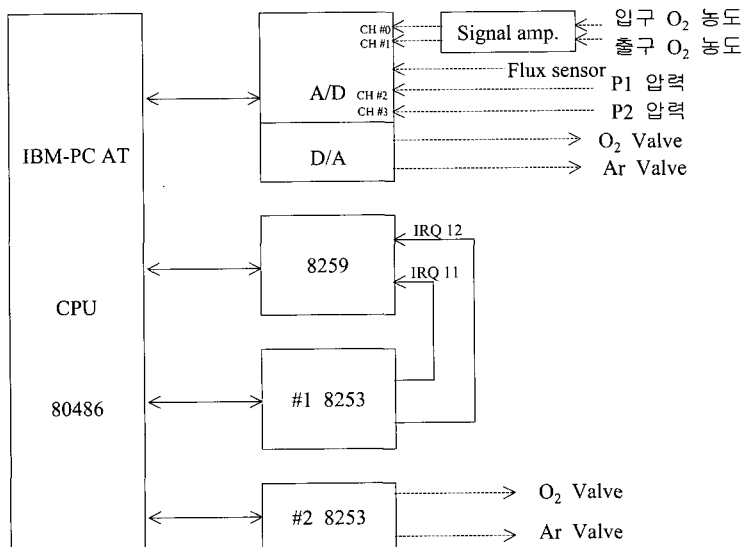 CH #0
CH #1
Signal amp.
입구 O₂ 농도
출구 O₂ 농도
Flux sensor
A/D
CH #2
P1 압력
CH #3
P2 압력
IBM-PC AT
D/A
O₂ Valve
Ar Valve
8259
IRQ 12
IRQ 11
CPU
80486
#1 8253
#2 8253
O₂ Valve
Ar Valve